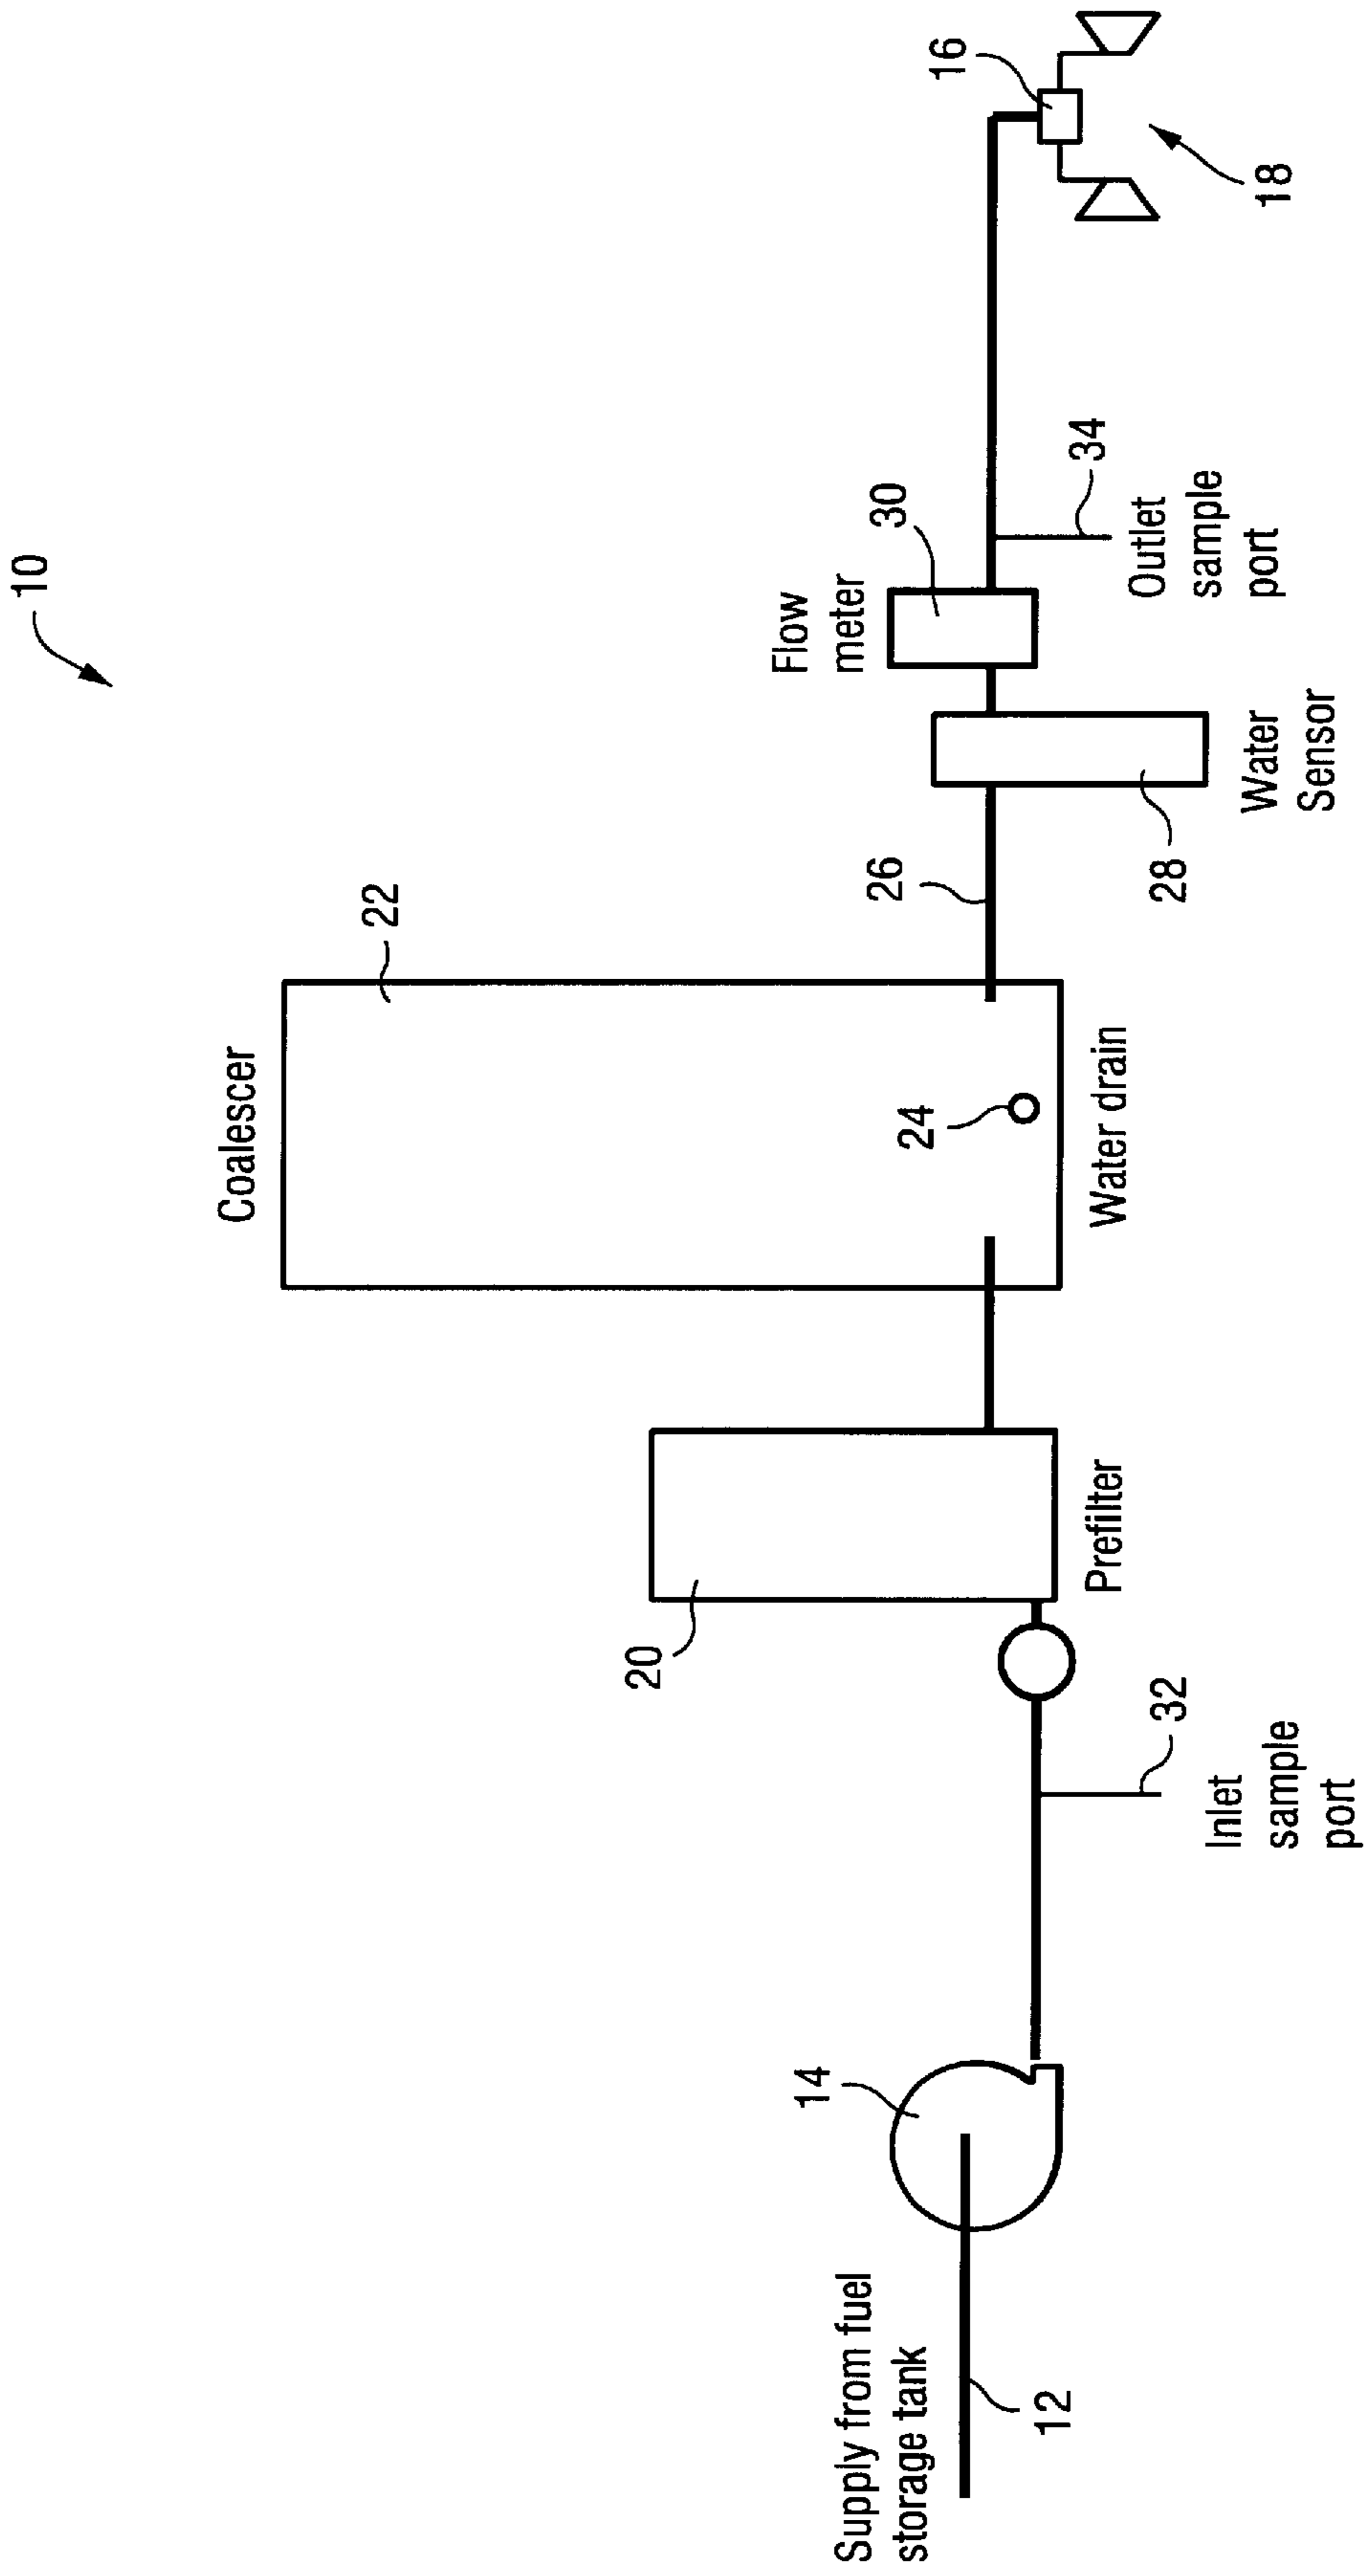 10
Supply from fuel
storage tank
12
14
Inlet
sample
port
32
20
Prefilter
Coalescer
22
24
Water drain
26
28
Water
Sensor
Flow
meter
30
Outlet
sample
port
34
16
18